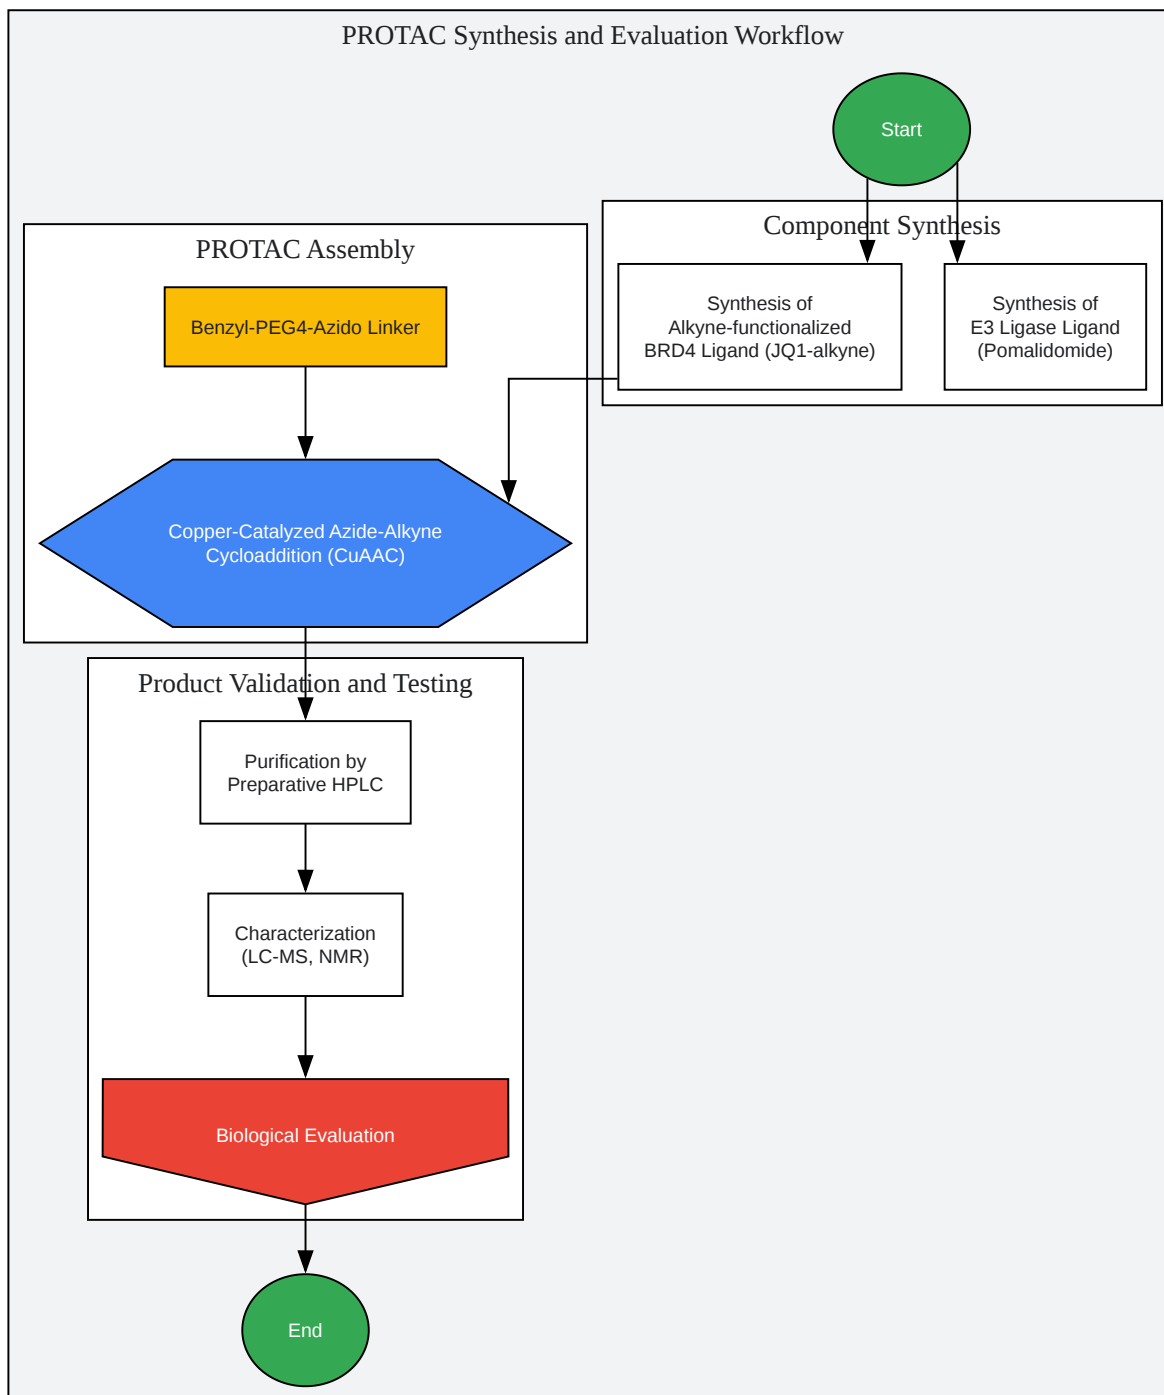 PROTAC Synthesis and Evaluation Workflow
Start
Component Synthesis
Synthesis of
Alkyne-functionalized
BRD4 Ligand (JQ1-alkyne)
Synthesis of
E3 Ligase Ligand
(Pomalidomide)
PROTAC Assembly
Benzyl-PEG4-Azido Linker
Copper-Catalyzed Azide-Alkyne
Cycloaddition (CuAAC)
Product Validation and Testing
Purification by
Preparative HPLC
Characterization
(LC-MS, NMR)
Biological Evaluation
End